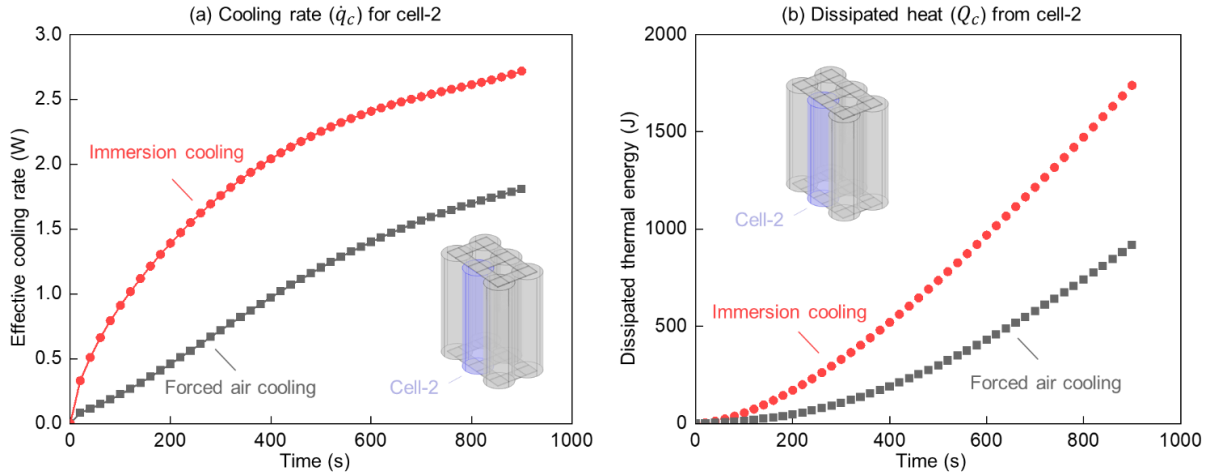 (a) Cooling rate (q̇c) for cell-2
3.0
2.5
2.0
1.5
1.0
0.5
0.0
Effective cooling rate (W)
Immersion cooling
Forced air cooling
Cell-2
0
200
400
600
800
1000
Time (s)
(b) Dissipated heat (Qc) from cell-2
2000
1500
1000
500
0
Dissipated thermal energy (J)
Cell-2
Immersion cooling
Forced air cooling
0
200
400
600
800
1000
Time (s)